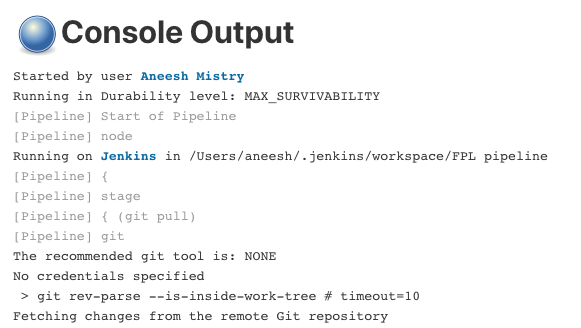 Console Output
Started by user Aneesh Mistry
Running in Durability level: MAX_SURVIVABILITY
[Pipeline] Start of Pipeline
[Pipeline] node
Running on Jenkins in /Users/aneesh/.jenkins/workspace/FPL pipeline
[Pipeline] {
[Pipeline] stage
[Pipeline] { (git pull)
[Pipeline] git
The recommended git tool is: NONE
No credentials specified
 > git rev-parse --is-inside-work-tree # timeout=10
Fetching changes from the remote Git repository